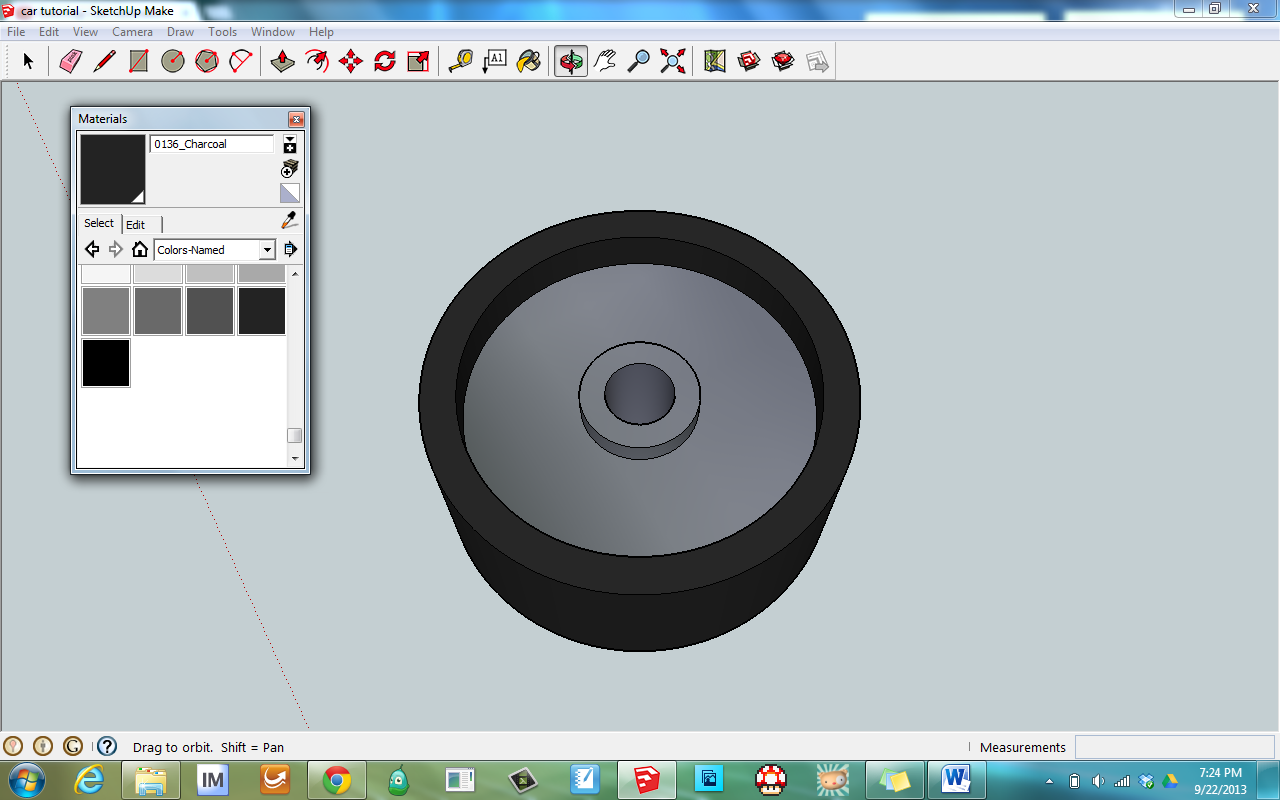 car tutorial - SketchUp Make
File Edit View Camera Draw Tools Window Help
A1
Materials
0136_Charcoal
Select Edit
Colors-Named
Drag to orbit. Shift = Pan
Measurements
IM
W
7:24 PM
9/22/2013